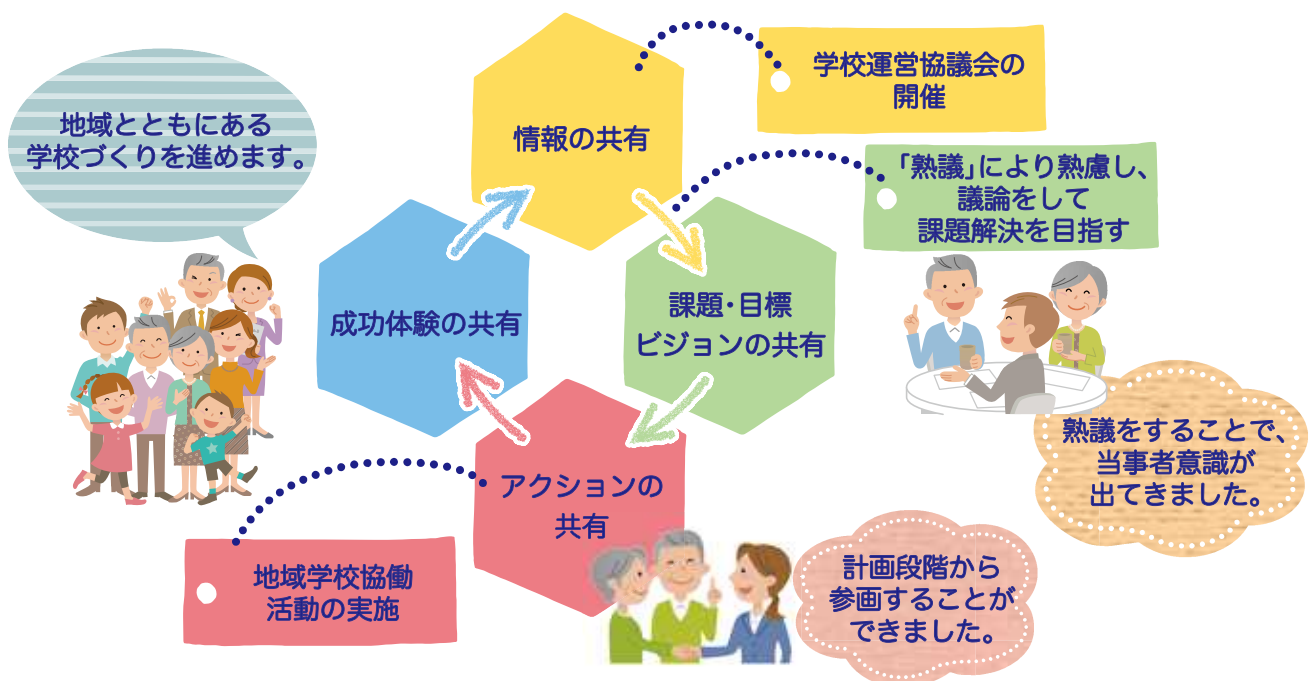 地域とともにある
学校づくりを進めます。
情報の共有
学校運営協議会の
開催
「熟議」により熟慮し、
議論をして
課題解決を目指す
課題・目標
ビジョンの共有
成功体験の共有
熟議をすることで、
当事者意識が
出てきました。
アクションの
共有
地域学校協働
活動の実施
計画段階から
参画することが
できました。